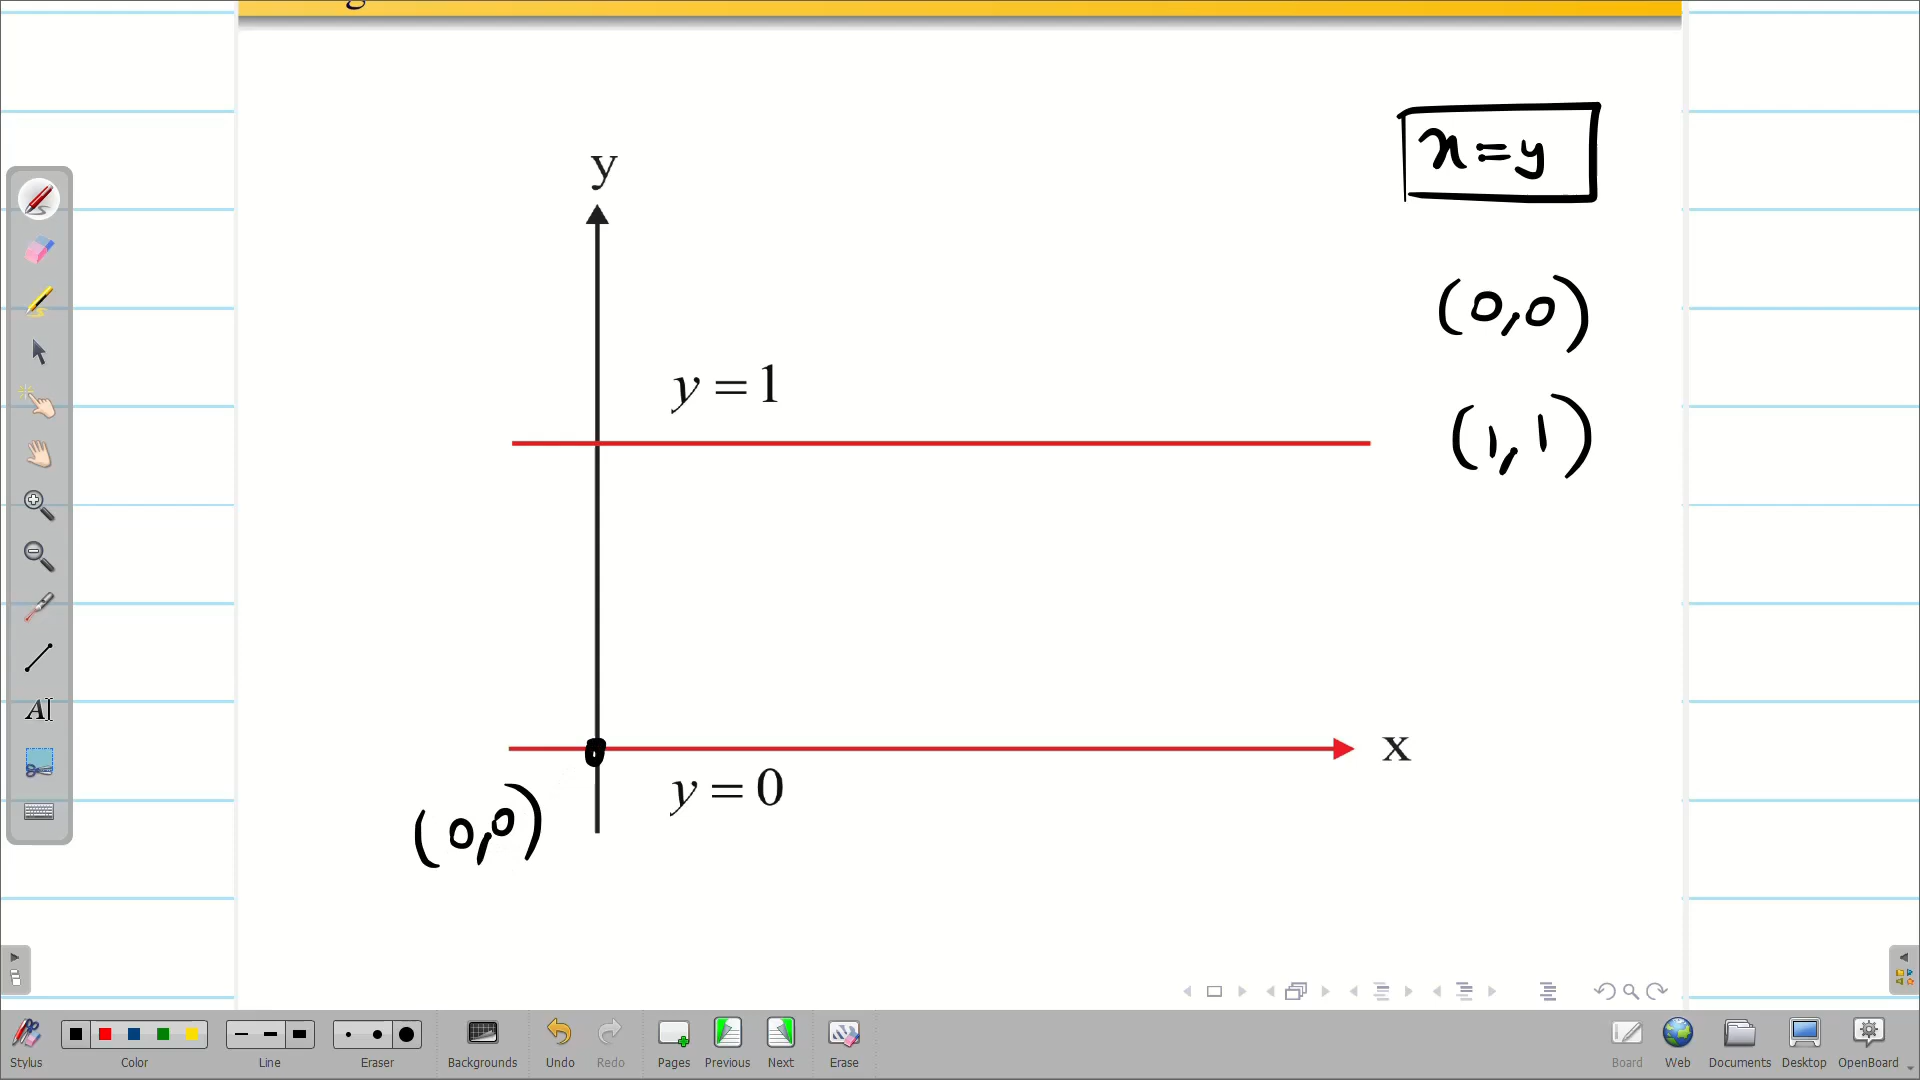 x=y
y
(0,0)
y = 1
(1,1)
x
y = 0
(0,0)
Stylus
Color
Line
Eraser
Backgrounds
Undo
Redo
Pages
Previous
Next
Erase
Board
Web
Documents
Desktop
OpenBoard